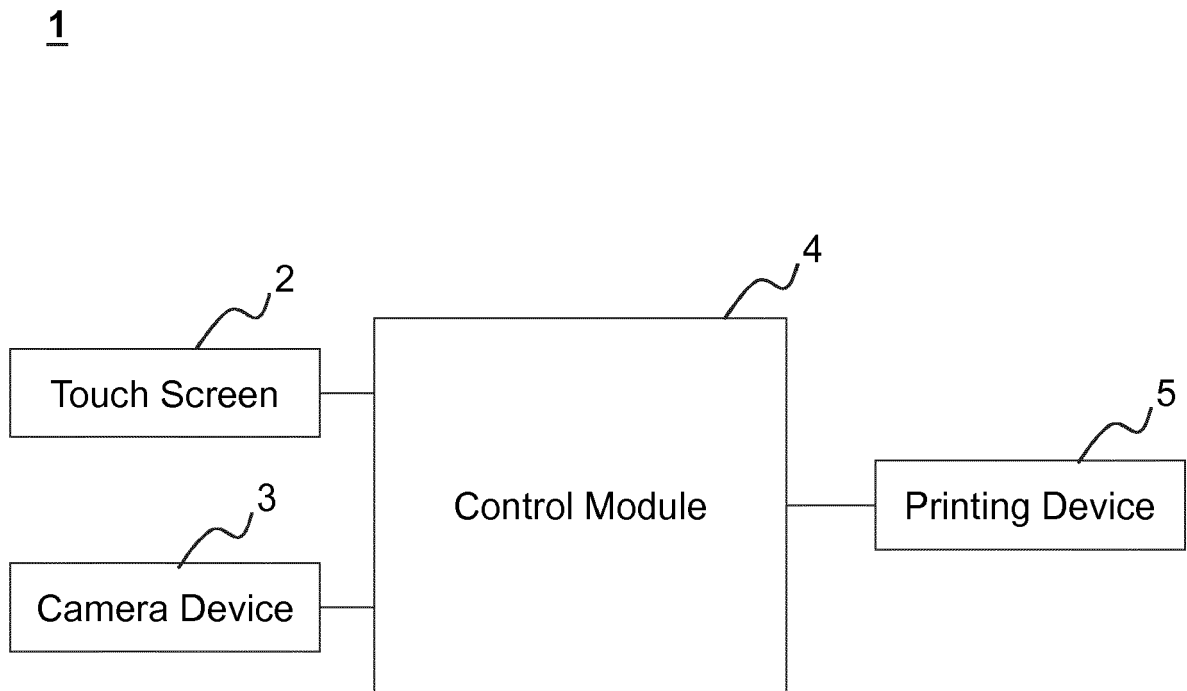 1
4
2
Touch Screen
5
3
Control Module
Printing Device
Camera Device